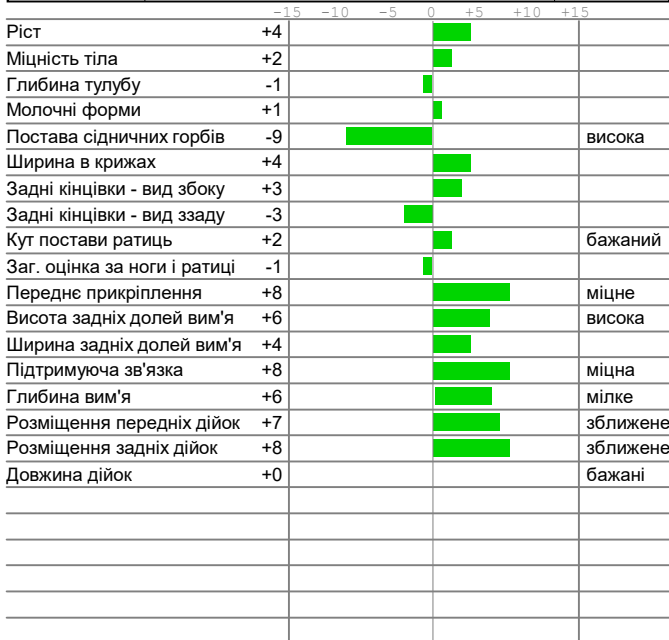 -15 -10 -5 0 +5 +10 +15
Ріст +4
Міцність тіла +2
Глибина тулубу -1
Молочні форми +1
Постава сідничних горбів -9 висока
Ширина в крижах +4
Задні кінцівки - вид збоку +3
Задні кінцівки - вид ззаду -3
Кут постави ратиць +2 бажаний
Заг. оцінка за ноги і ратиці -1
Переднє прикріплення +8 міцне
Висота задніх долей вим'я +6 висока
Ширина задніх долей вим'я +4
Підтримуюча зв'язка +8 міцна
Глибина вим'я +6 мілке
Розміщення передніх дійок +7 зближене
Розміщення задніх дійок +8 зближене
Довжина дійок +0 бажані